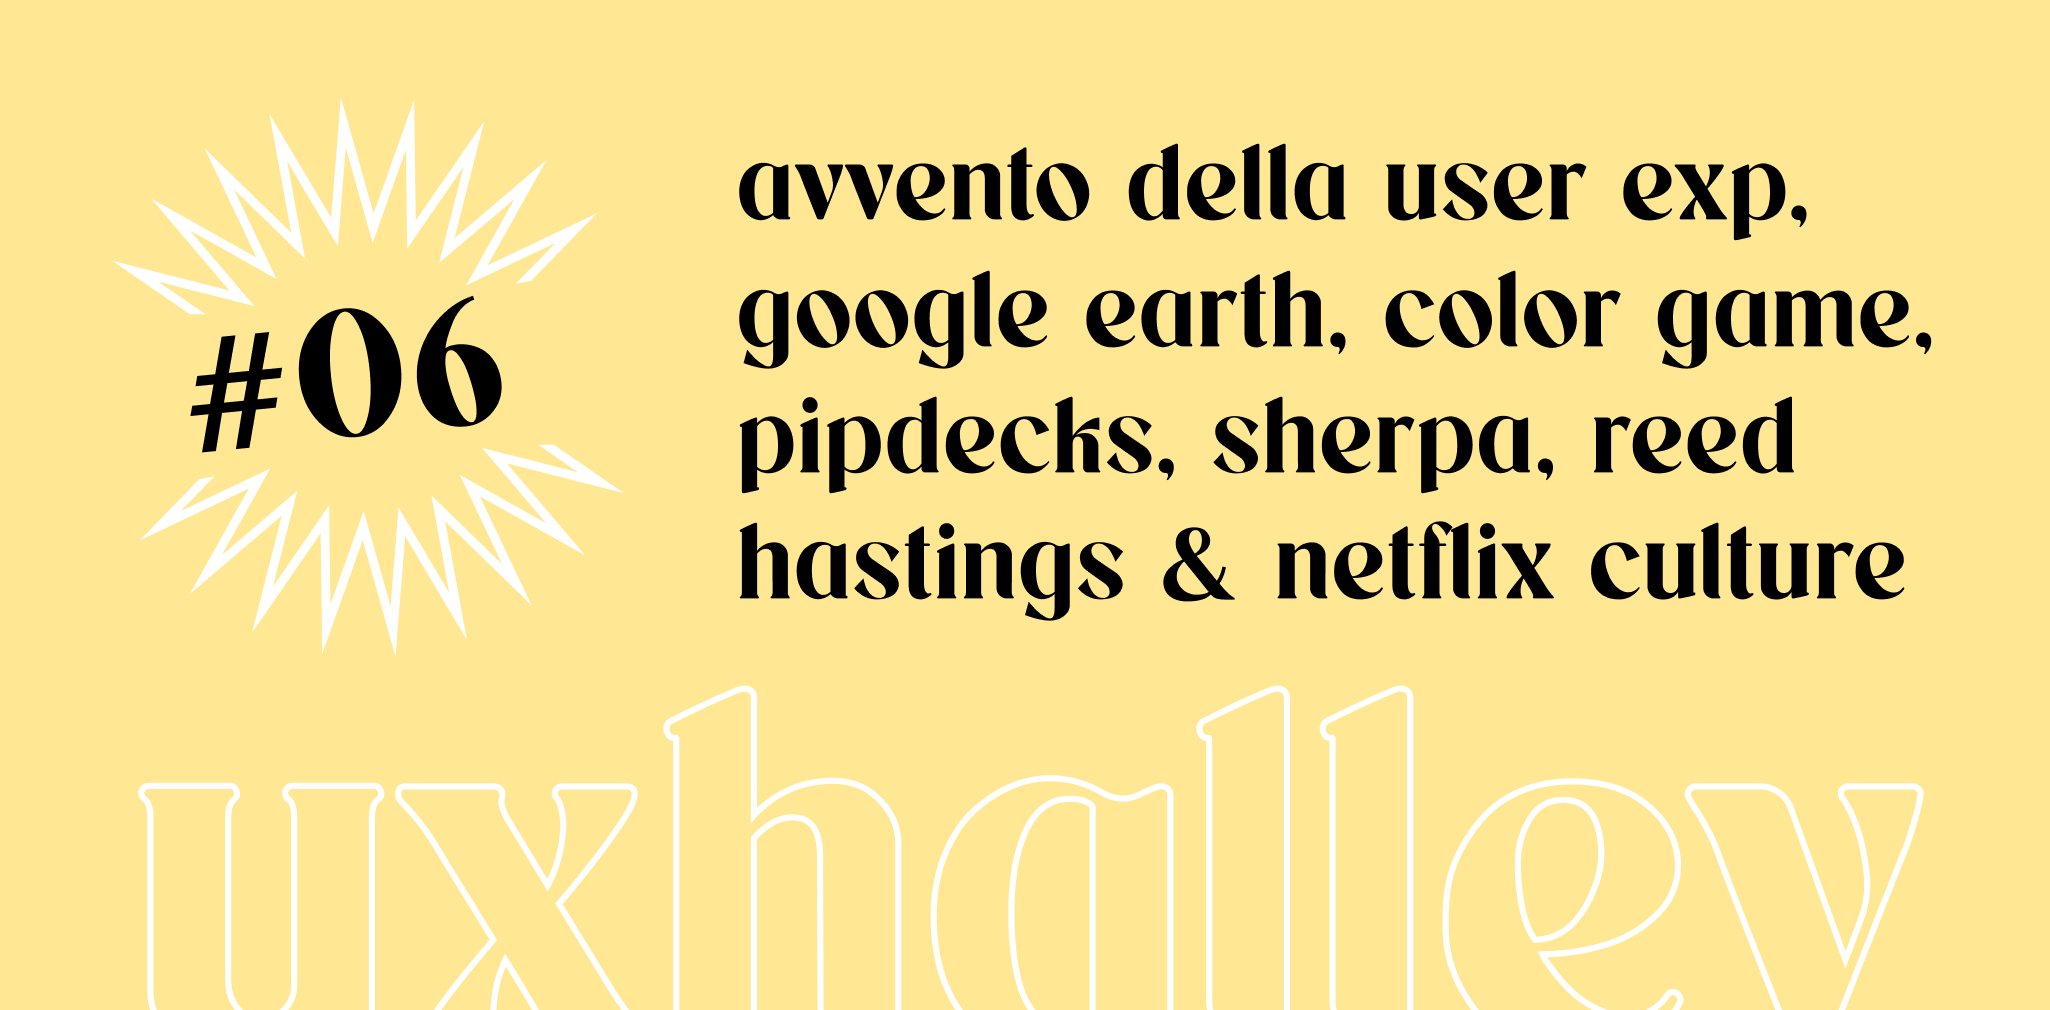 #06
avvento della user exp,
google earth, color game,
pipdecks, sherpa, reed
hastings & netflix culture
uxhalley